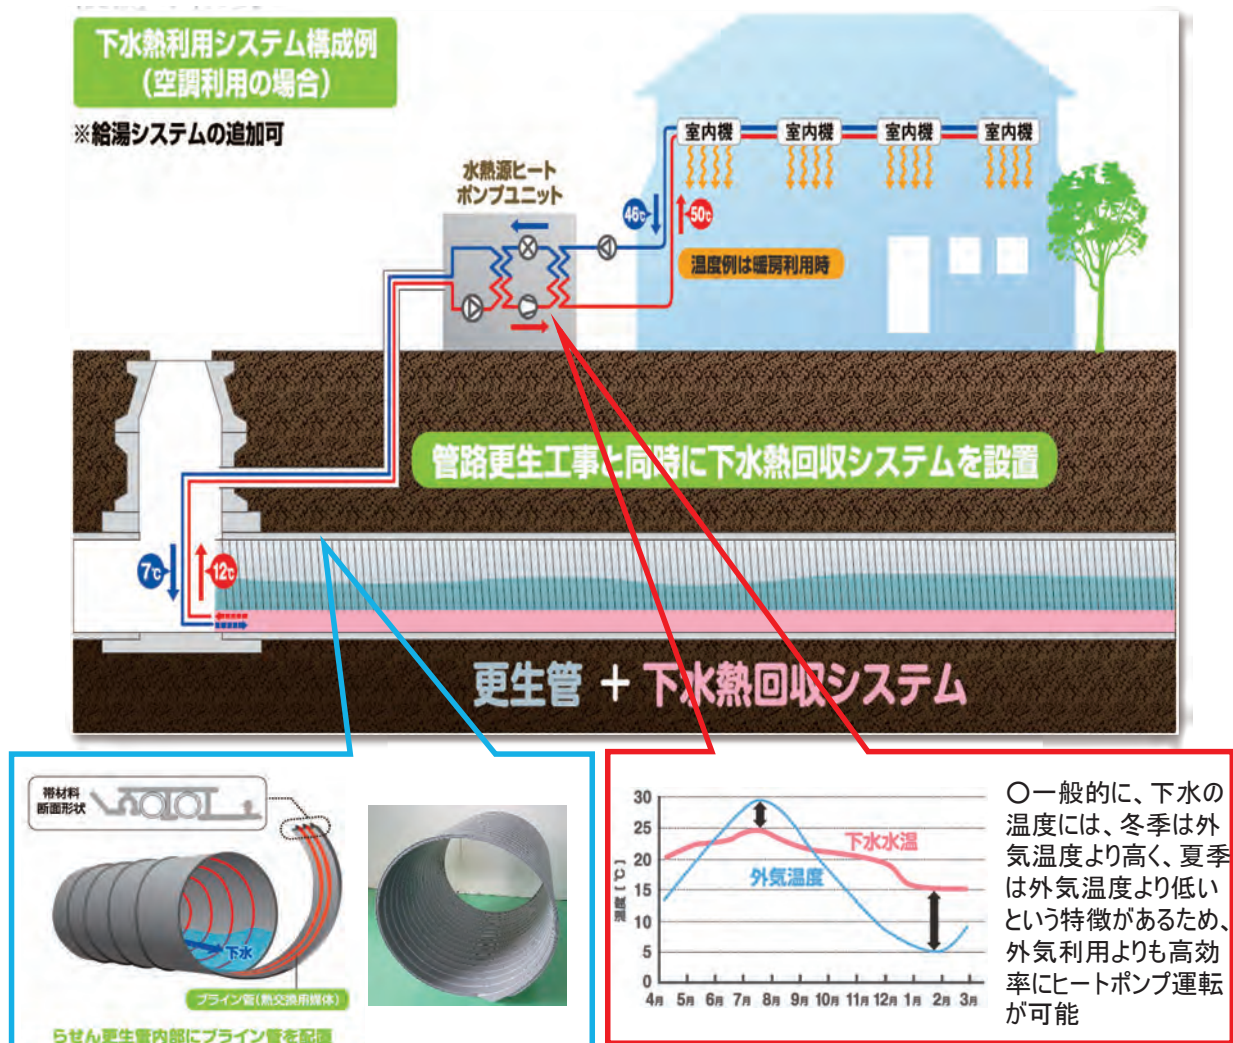 下水熱利用システム構成例
(空調利用の場合)
※給湯システムの追加可
水熱源ヒート
ポンプユニット
室内機
室内機
室内機
室内機
46℃
50℃
温度例は暖房利用時
管路更生工事と同時に下水熱回収システムを設置
7℃
12℃
更生管 + 下水熱回収システム
帯材料
断面形状
下水
ブライン管(熱交換用媒体)
らせん更生管内部にブライン管を配置
温度[℃]
30
25
20
15
10
5
0
下水水温
外気温度
4月 5月 6月 7月 8月 9月 10月 11月 12月 1月 2月 3月
〇一般的に、下水の
温度には、冬季は外
気温度より高く、夏季
は外気温度より低い
という特徴があるため、
外気利用よりも高効
率にヒートポンプ運転
が可能